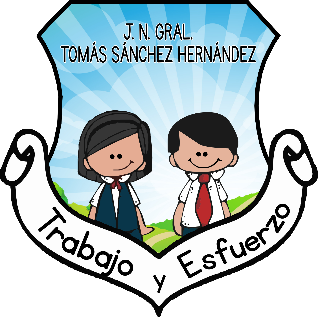 J. N. GRAL.
TOMÁS SÁNCHEZ HERNÁNDEZ
Trabajo y Esfuerzo